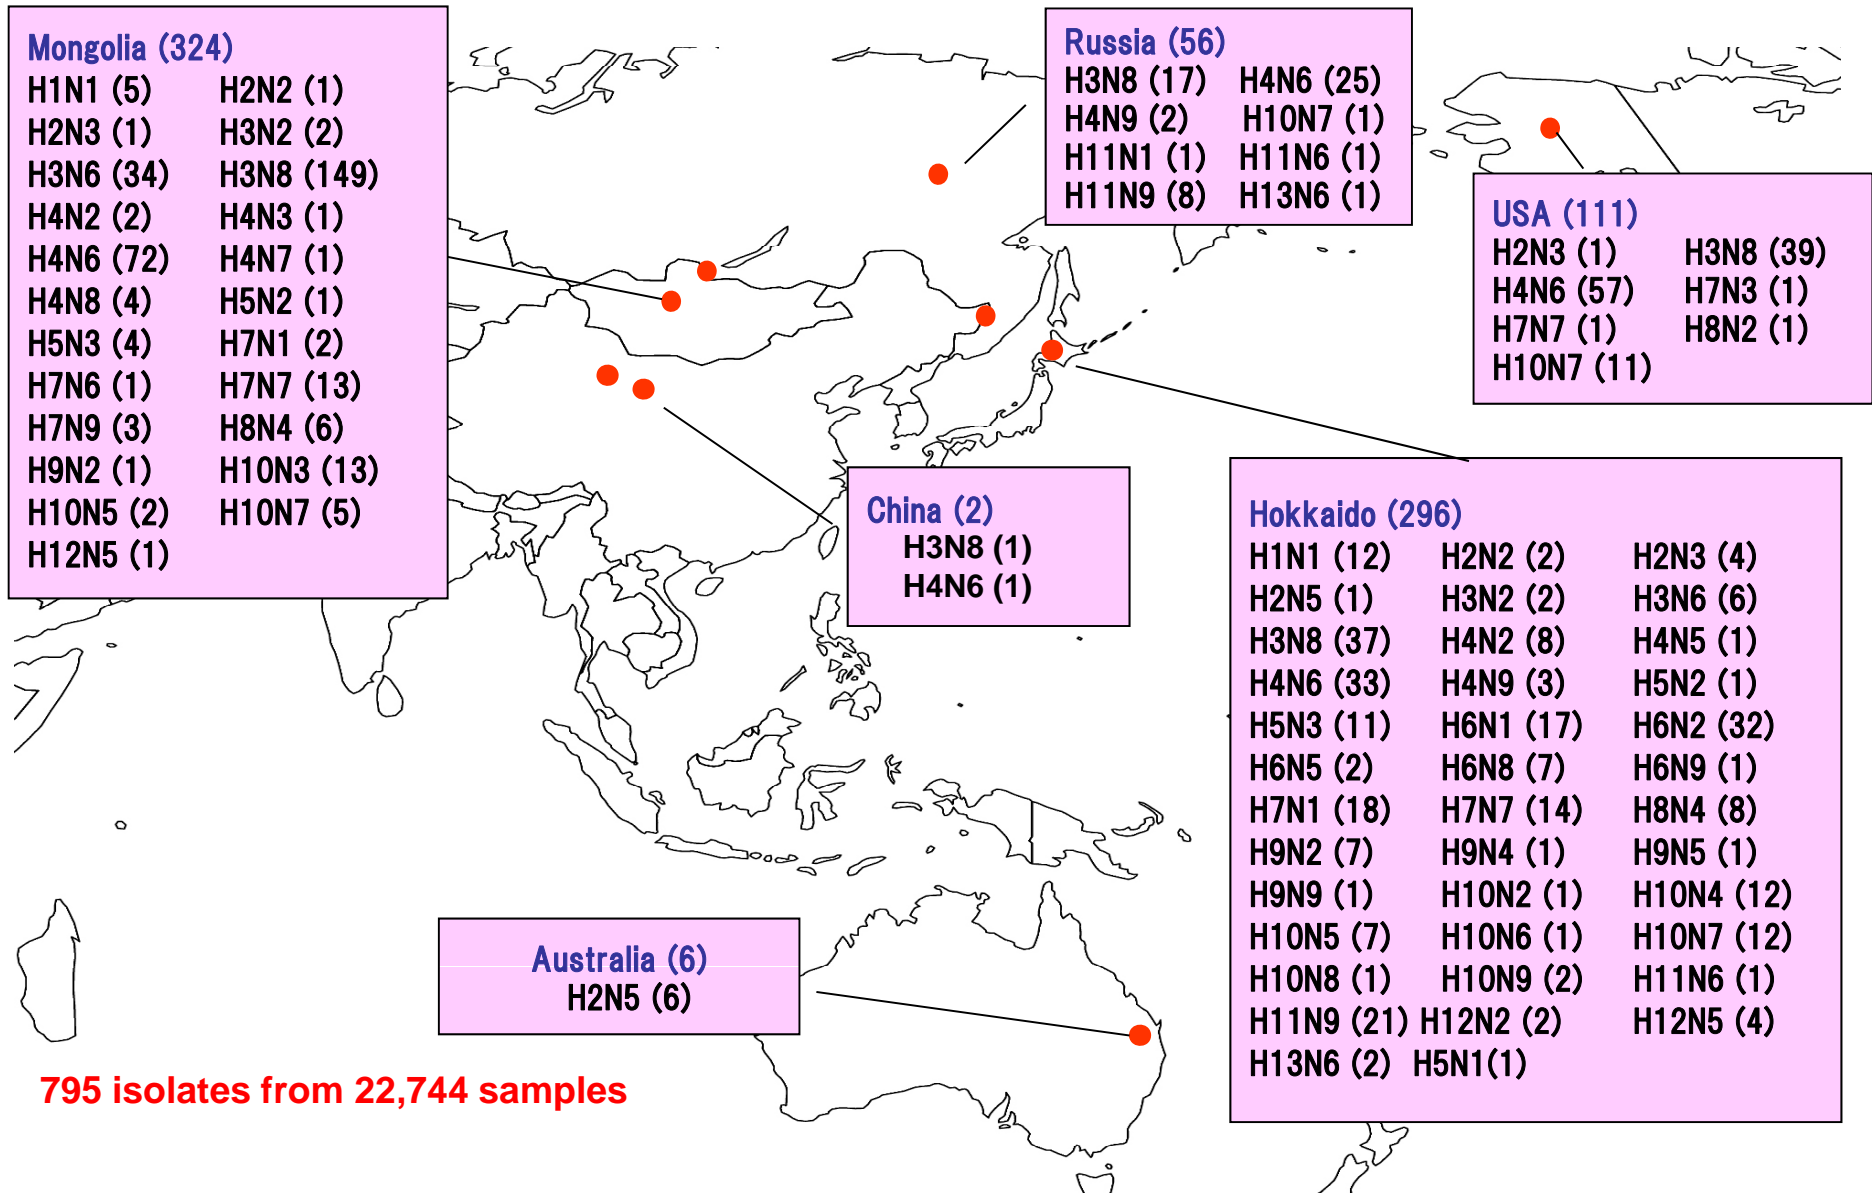 Mongolia (324)
H1N1 (5) H2N2 (1)
H2N3 (1) H3N2 (2)
H3N6 (34) H3N8 (149)
H4N2 (2) H4N3 (1)
H4N6 (72) H4N7 (1)
H4N8 (4) H5N2 (1)
H5N3 (4) H7N1 (2)
H7N6 (1) H7N7 (13)
H7N9 (3) H8N4 (6)
H9N2 (1) H10N3 (13)
H10N5 (2) H10N7 (5)
H12N5 (1)
Russia (56)
H3N8 (17) H4N6 (25)
H4N9 (2) H10N7 (1)
H11N1 (1) H11N6 (1)
H11N9 (8) H13N6 (1)
USA (111)
H2N3 (1) H3N8 (39)
H4N6 (57) H7N3 (1)
H7N7 (1) H8N2 (1)
H10N7 (11)
China (2)
H3N8 (1)
H4N6 (1)
Hokkaido (296)
H1N1 (12) H2N2 (2) H2N3 (4)
H2N5 (1) H3N2 (2) H3N6 (6)
H3N8 (37) H4N2 (8) H4N5 (1)
H4N6 (33) H4N9 (3) H5N2 (1)
H5N3 (11) H6N1 (17) H6N2 (32)
H6N5 (2) H6N8 (7) H6N9 (1)
H7N1 (18) H7N7 (14) H8N4 (8)
H9N2 (7) H9N4 (1) H9N5 (1)
H9N9 (1) H10N2 (1) H10N4 (12)
H10N5 (7) H10N6 (1) H10N7 (12)
H10N8 (1) H10N9 (2) H11N6 (1)
H11N9 (21) H12N2 (2) H12N5 (4)
H13N6 (2) H5N1(1)
Australia (6)
H2N5 (6)
795 isolates from 22,744 samples